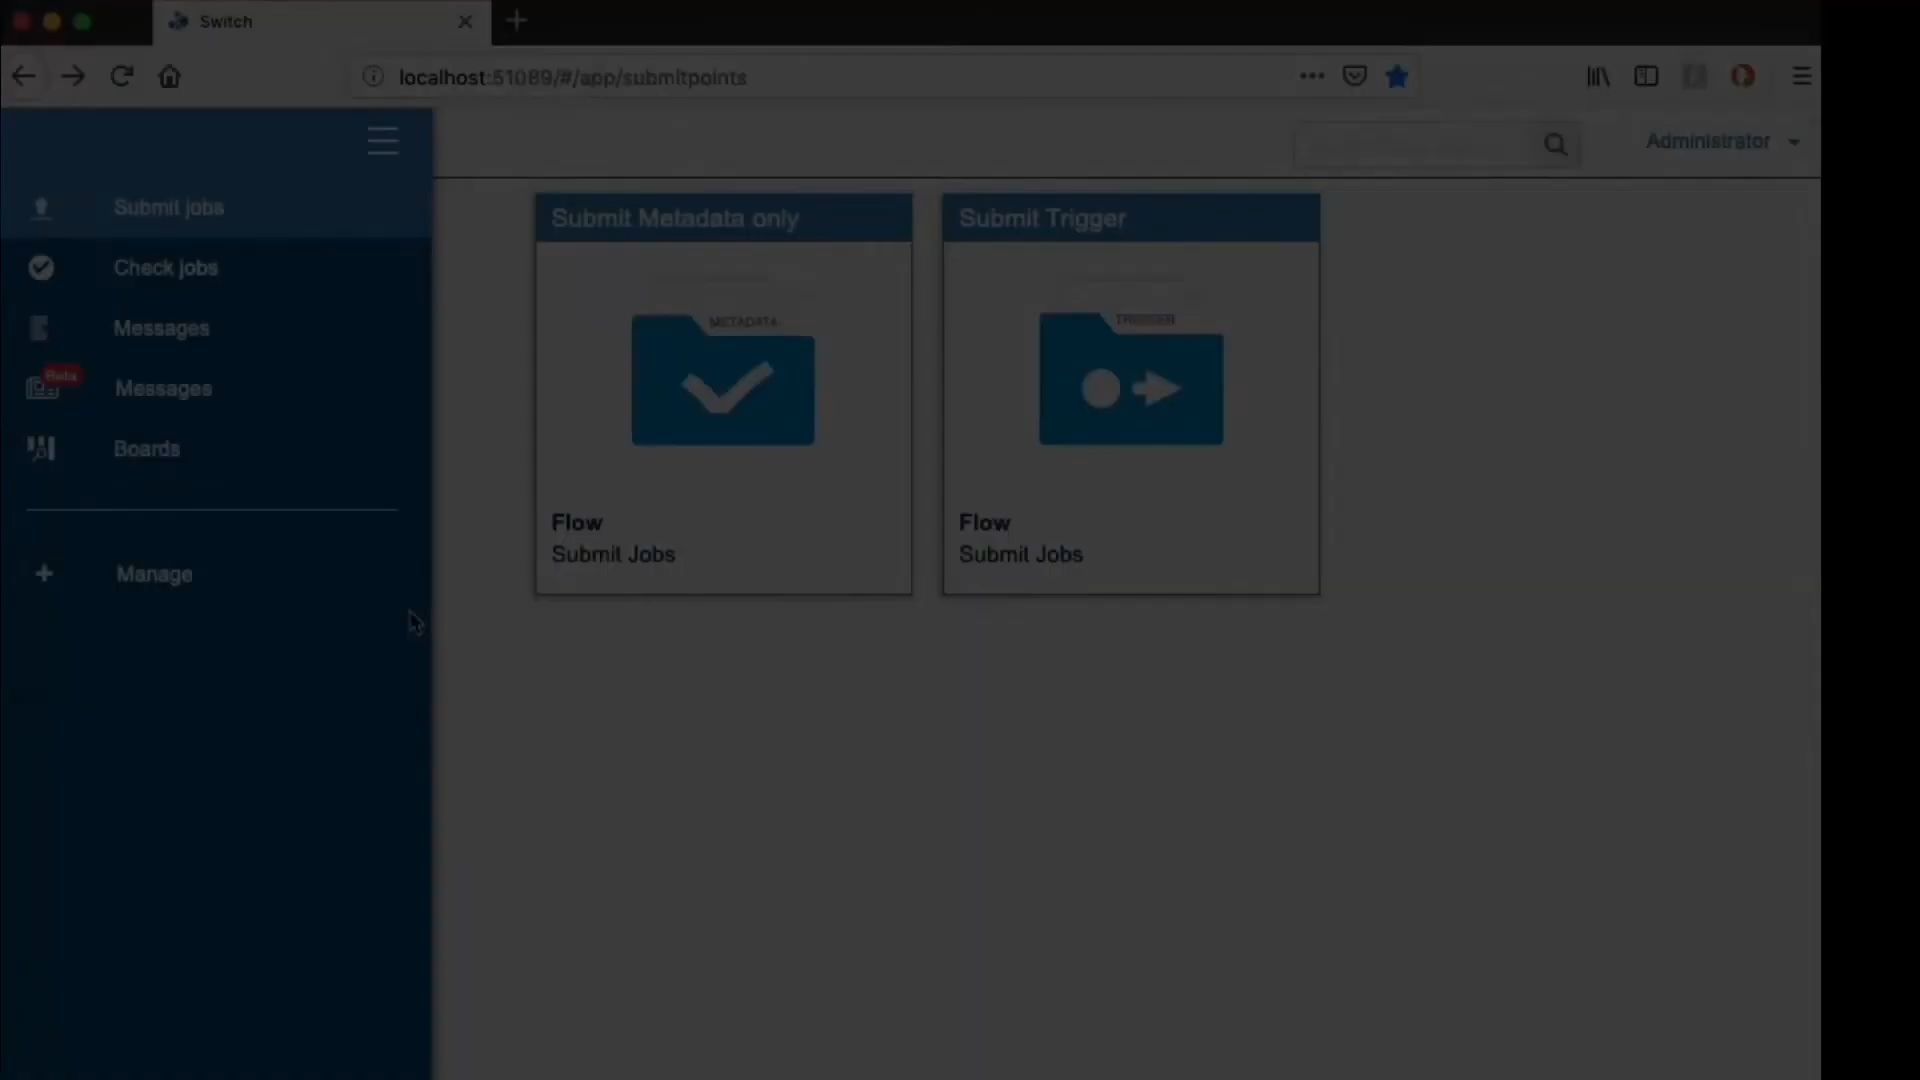 Switch
localhost:51089/#/app/submitpoints
Administrator
Submit jobs
Check jobs
Messages
Beta
Messages
Boards
Manage
Submit Metadata only
METADATA
Flow
Submit Jobs
Submit Trigger
TRIGGER
Flow
Submit Jobs